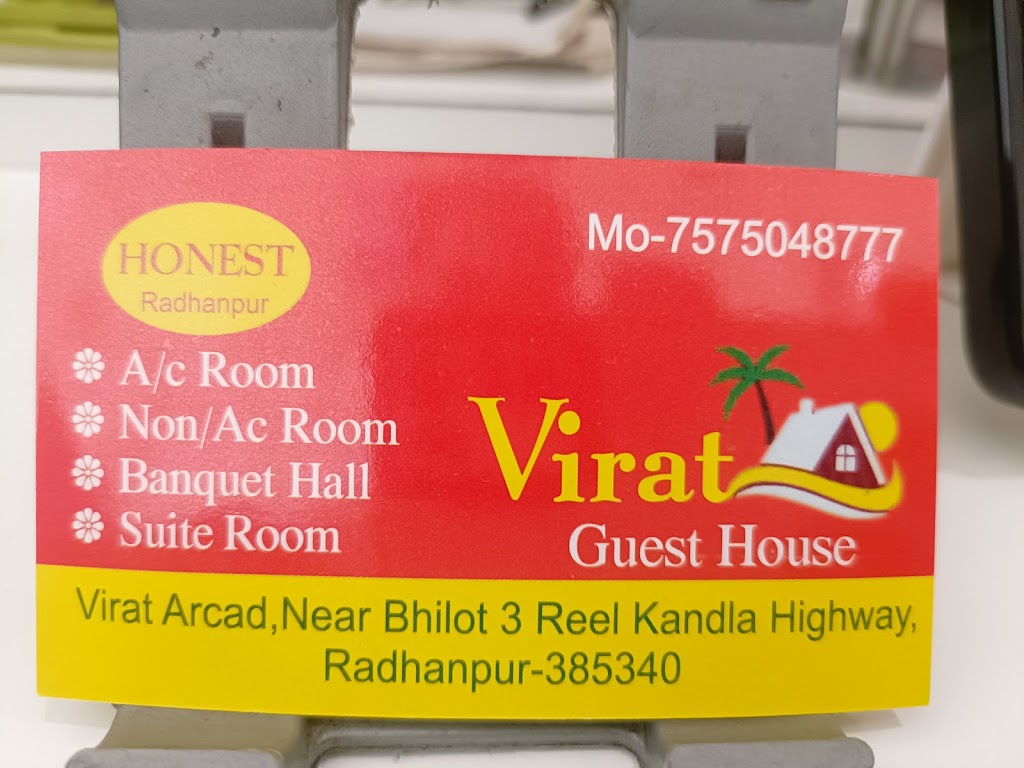 HONEST
Radhanpur
Mo-7575048777
A/c Room
Non/Ac Room
Banquet Hall
Suite Room
Virat
Guest House
Virat Arcad,Near Bhilot 3 Reel Kandla Highway,
Radhanpur-385340